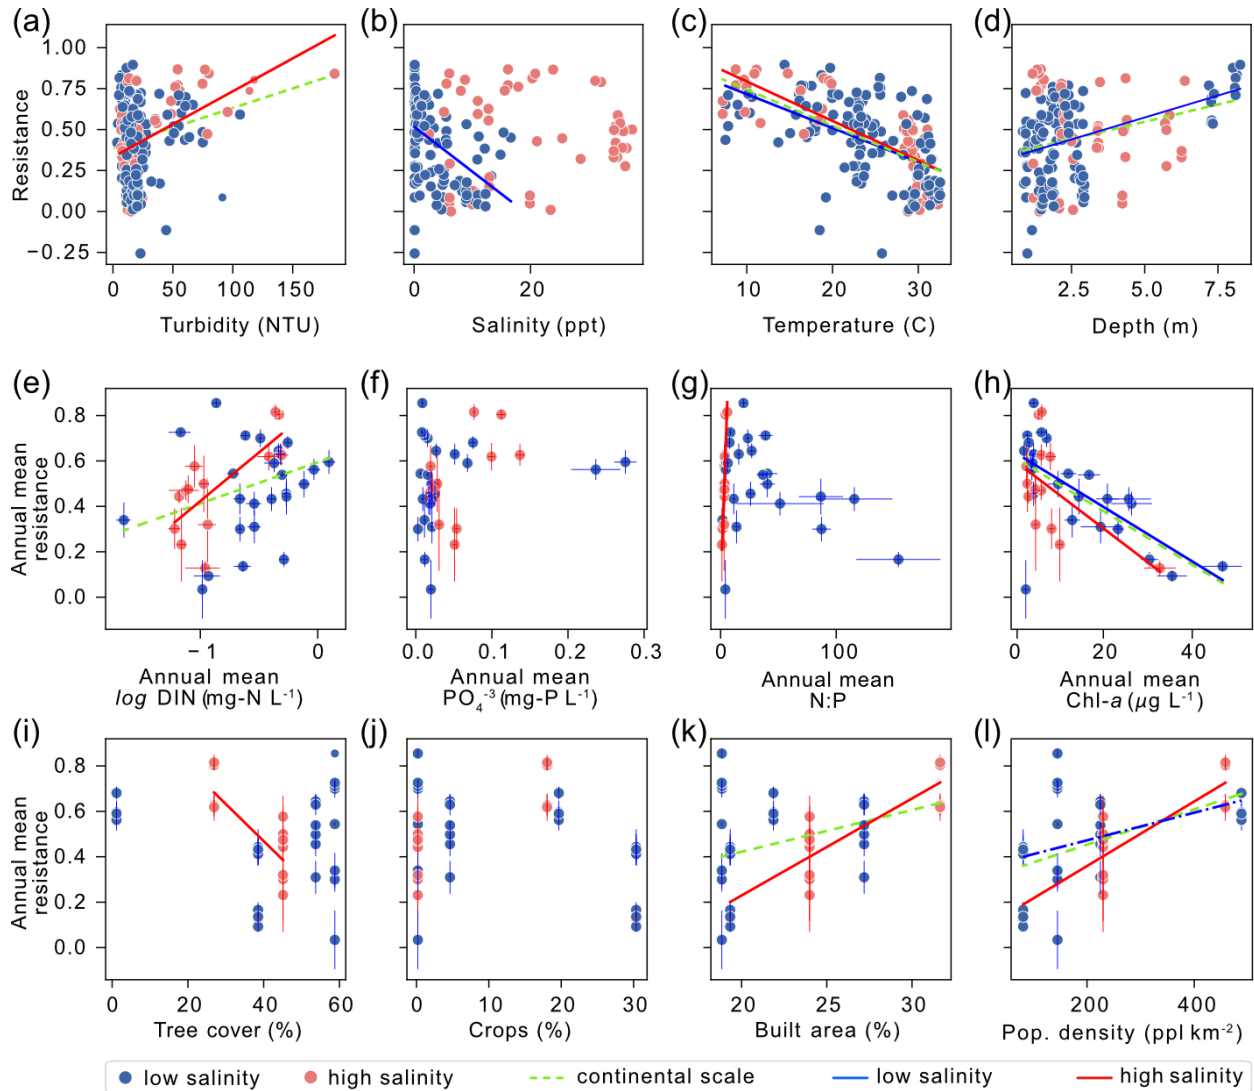 (a) (b) (c) (d)
Resistance
1.00
0.75
0.50
0.25
0.00
−0.25
0 50 100 150
0 20
10 20 30
2.5 5.0 7.5
Turbidity (NTU) Salinity (ppt) Temperature (C) Depth (m)
(e) (f) (g) (h)
Annual mean
resistance
0.8
0.6
0.4
0.2
0.0
−1 0
0.0 0.1 0.2 0.3
0 100
0 20 40
Annual mean Annual mean Annual mean Annual mean
log DIN (mg-N L-1) PO4-3 (mg-P L-1) N:P Chl-a (μg L-1)
(i) (j) (k) (l)
Annual mean
resistance
0.8
0.6
0.4
0.2
0.0
0 20 40 60
0 10 20 30
20 25 30
200 400
Tree cover (%) Crops (%) Built area (%) Pop. density (ppl km-2)
low salinity high salinity continental scale low salinity high salinity